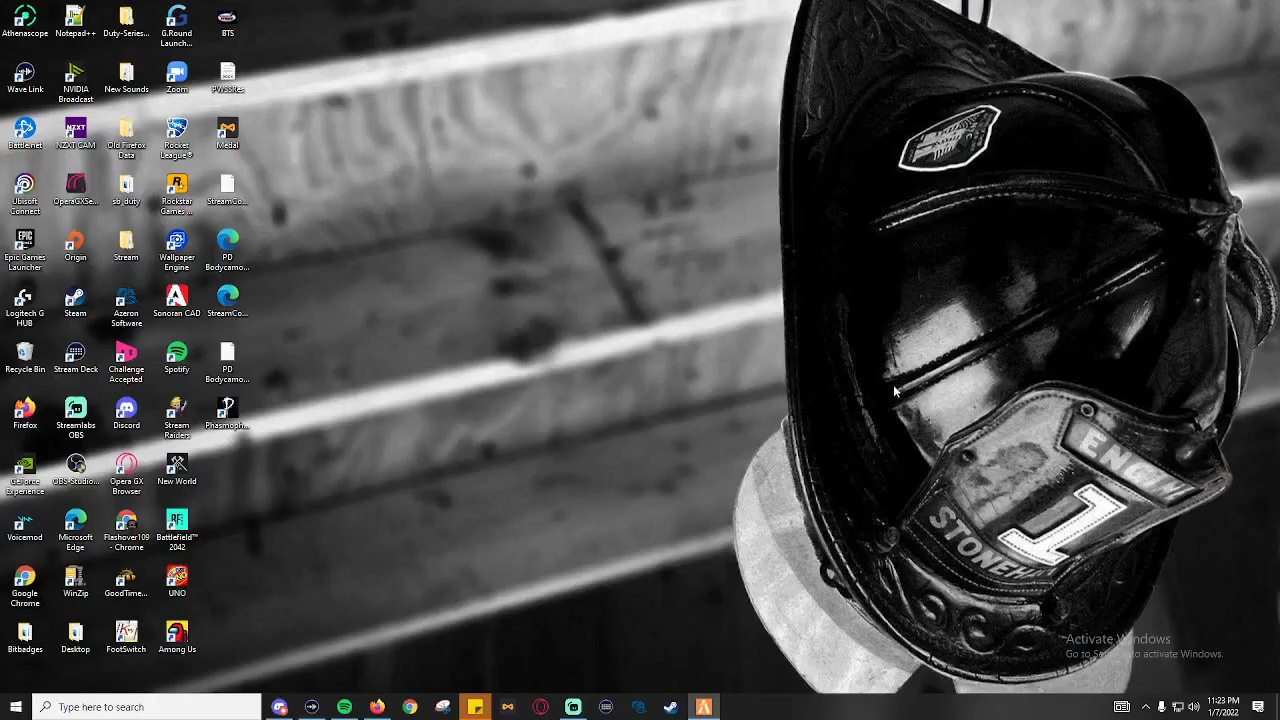 Athenascope
Notepad++
Duty-Series...
G.Round Launch...
BTS
Wave Link
NVIDIA Broadcast
New Sounds
Zoom
PWSSRes
Battle.net
NZXT CAM
Old Firefox Data
Rocket League®
Medal
Ubisoft Connect
OperaGXSe...
sb_duty
Rockstar Games ...
StreamCo...
Epic Games Launcher
Origin
Stream
Wallpaper Engine
PD Bodycamo...
Logitech G HUB
Steam
Azeron Software
Sonoran CAD
StreamCo...
Recycle Bin
Stream Deck
Challenge Accepted
Spotify
PD Bodycamo...
Firefox
Streamlabs OBS
Discord
Stream Raiders
Phasmoph...
GeForce Experience
OBS Studio...
Opera GX Browser
New World
Voicemod
Microsoft Edge
Flashover109 - Chrome
Battlefield™ 2042
Google Chrome
WinZip
GoodTime...
UNO
Bitbadges
Desktop
FootSwitch
Among Us
1
Activate Windows
Go to Settings to activate Windows.
Type here to search
11:23 PM
1/7/2022